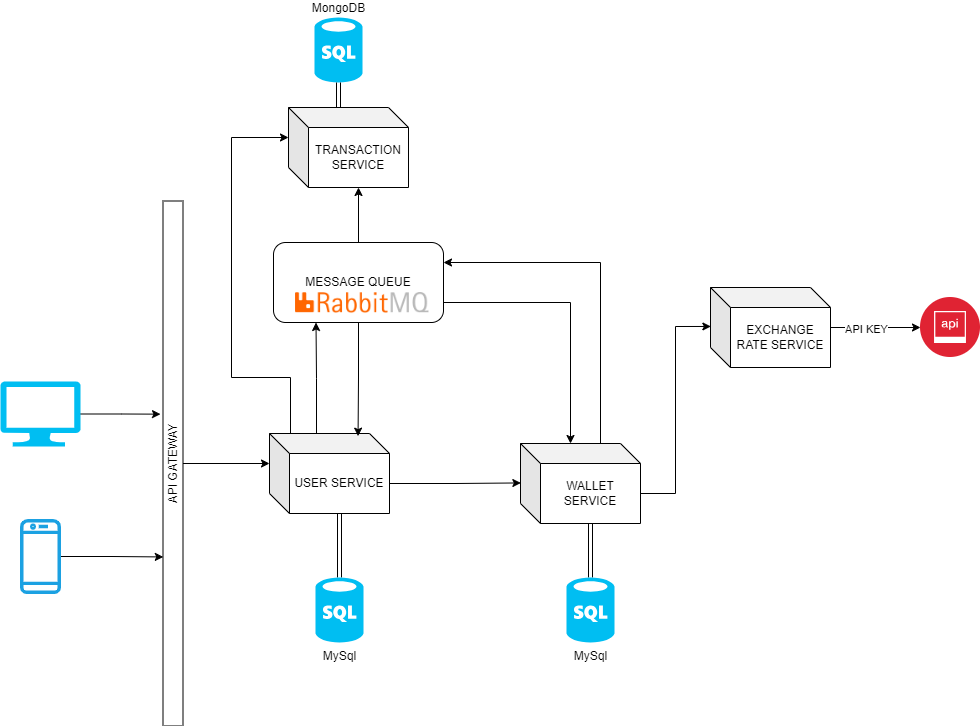 MongoDB
SQL
TRANSACTION
SERVICE
MESSAGE QUEUE
RabbitMQ
EXCHANGE
RATE SERVICE
API KEY
api
API GATEWAY
USER SERVICE
WALLET
SERVICE
SQL
MySql
SQL
MySql